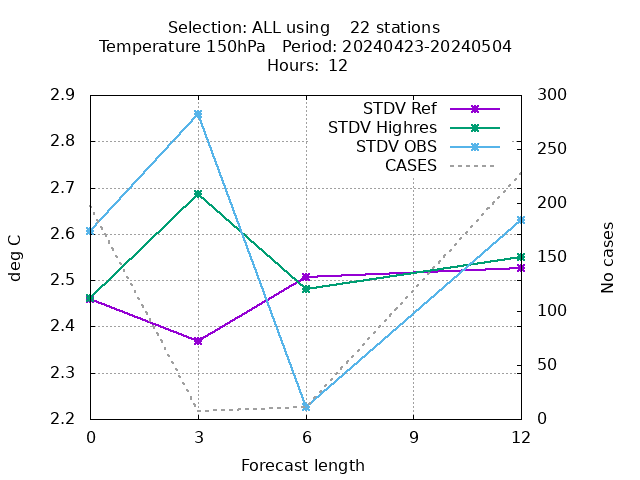 Selection: ALL using    22 stations
Temperature 150hPa   Period: 20240423-20240504
Hours: 12
2.9
2.8
2.7
2.6
2.5
2.4
2.3
2.2
300
250
200
150
100
50
0
STDV Ref
STDV Highres
STDV OBS
CASES
deg C
No cases
0
3
6
9
12
Forecast length